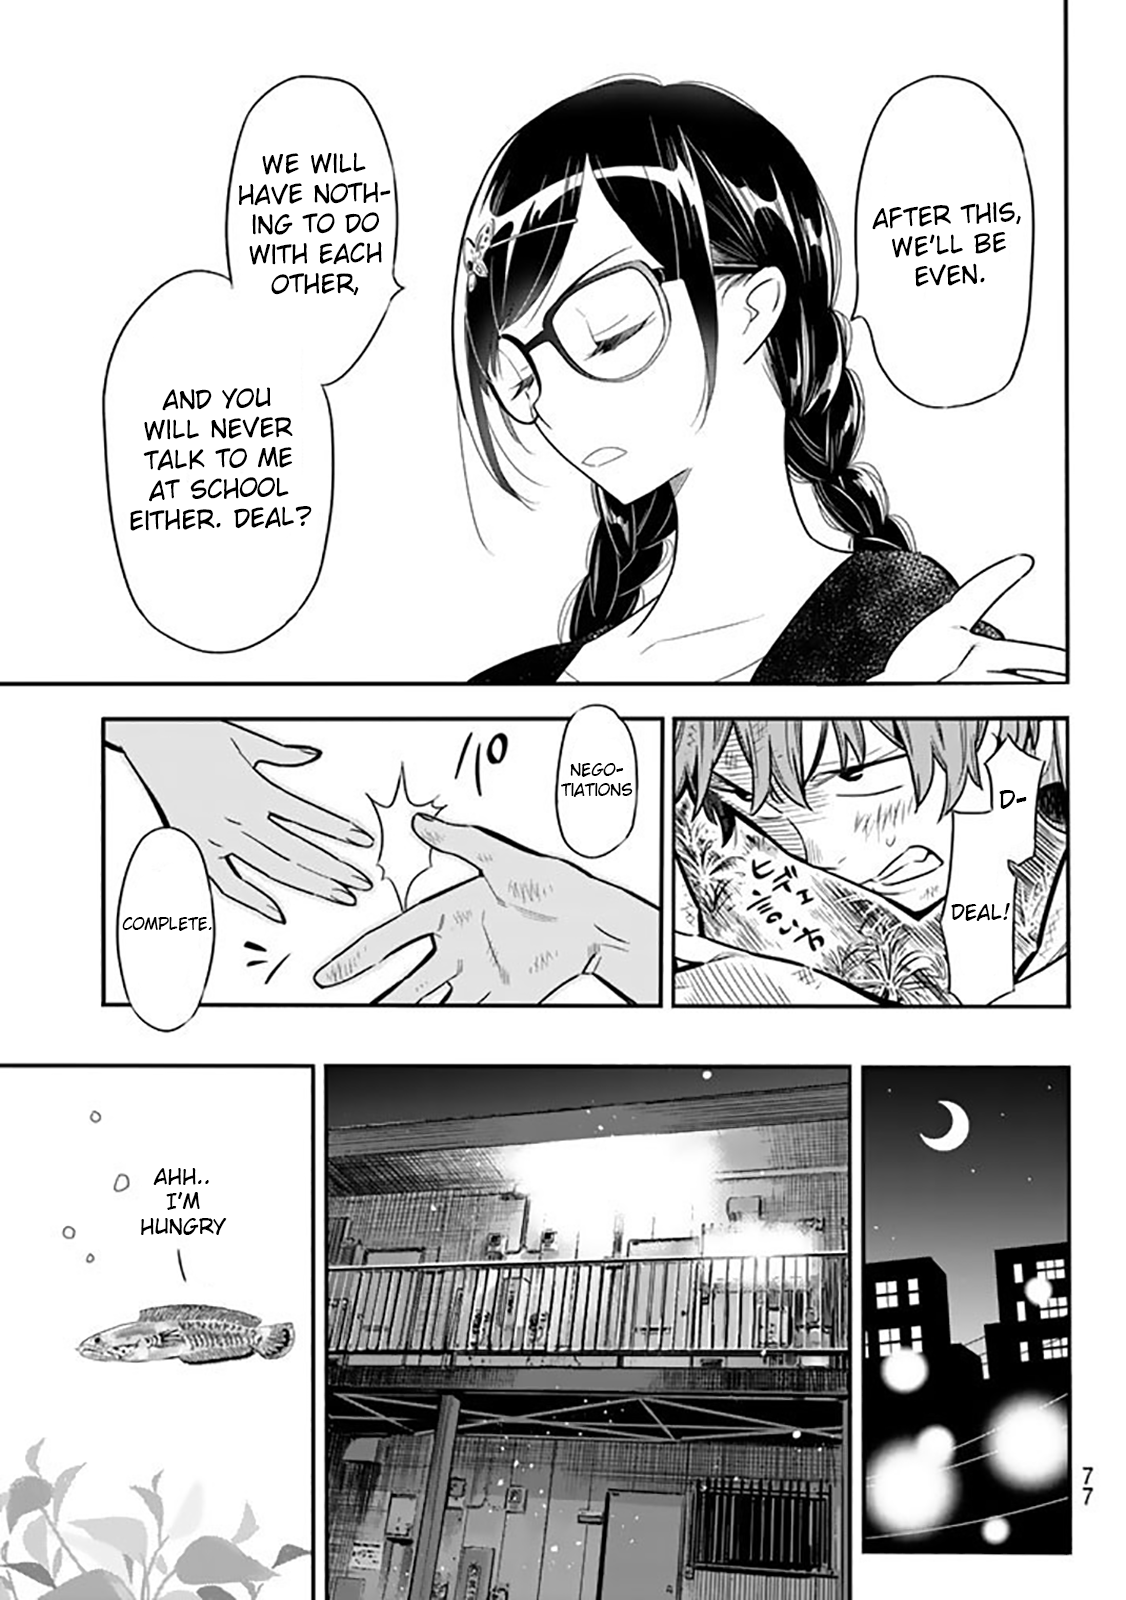 AFTER THIS,
WE'LL BE
EVEN.
WE WILL
HAVE NOTH-
ING TO DO
WITH EACH
OTHER,
AND YOU
WILL NEVER
TALK TO ME
AT SCHOOL
EITHER. DEAL?
D-
DEAL!
NEGO-
TIATIONS
COMPLETE.
AHH..
I'M
HUNGRY
77